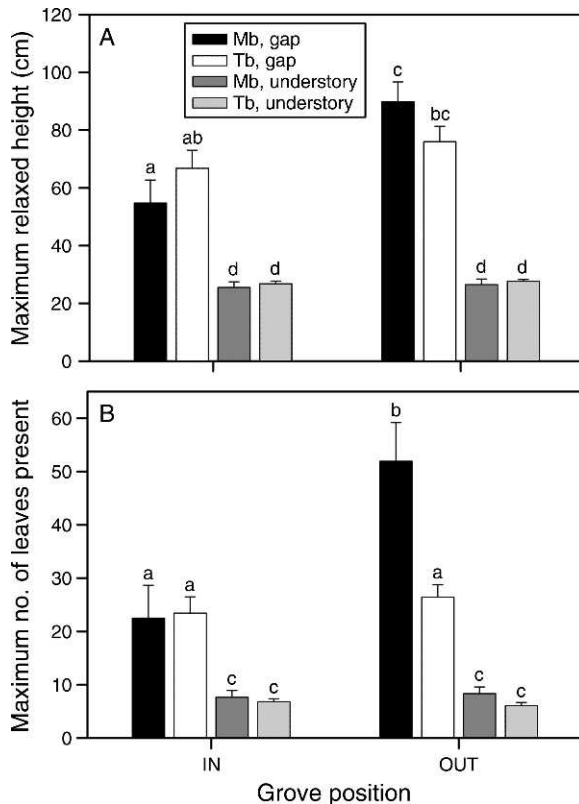 A
Mb, gap
Tb, gap
Mb, understory
Tb, understory
Maximum relaxed height (cm)
120
100
80
60
40
20
0
a
ab
d
d
c
bc
d
d
B
Maximum no. of leaves present
60
50
40
30
20
10
0
a
a
c
c
b
a
c
c
IN
OUT
Grove position